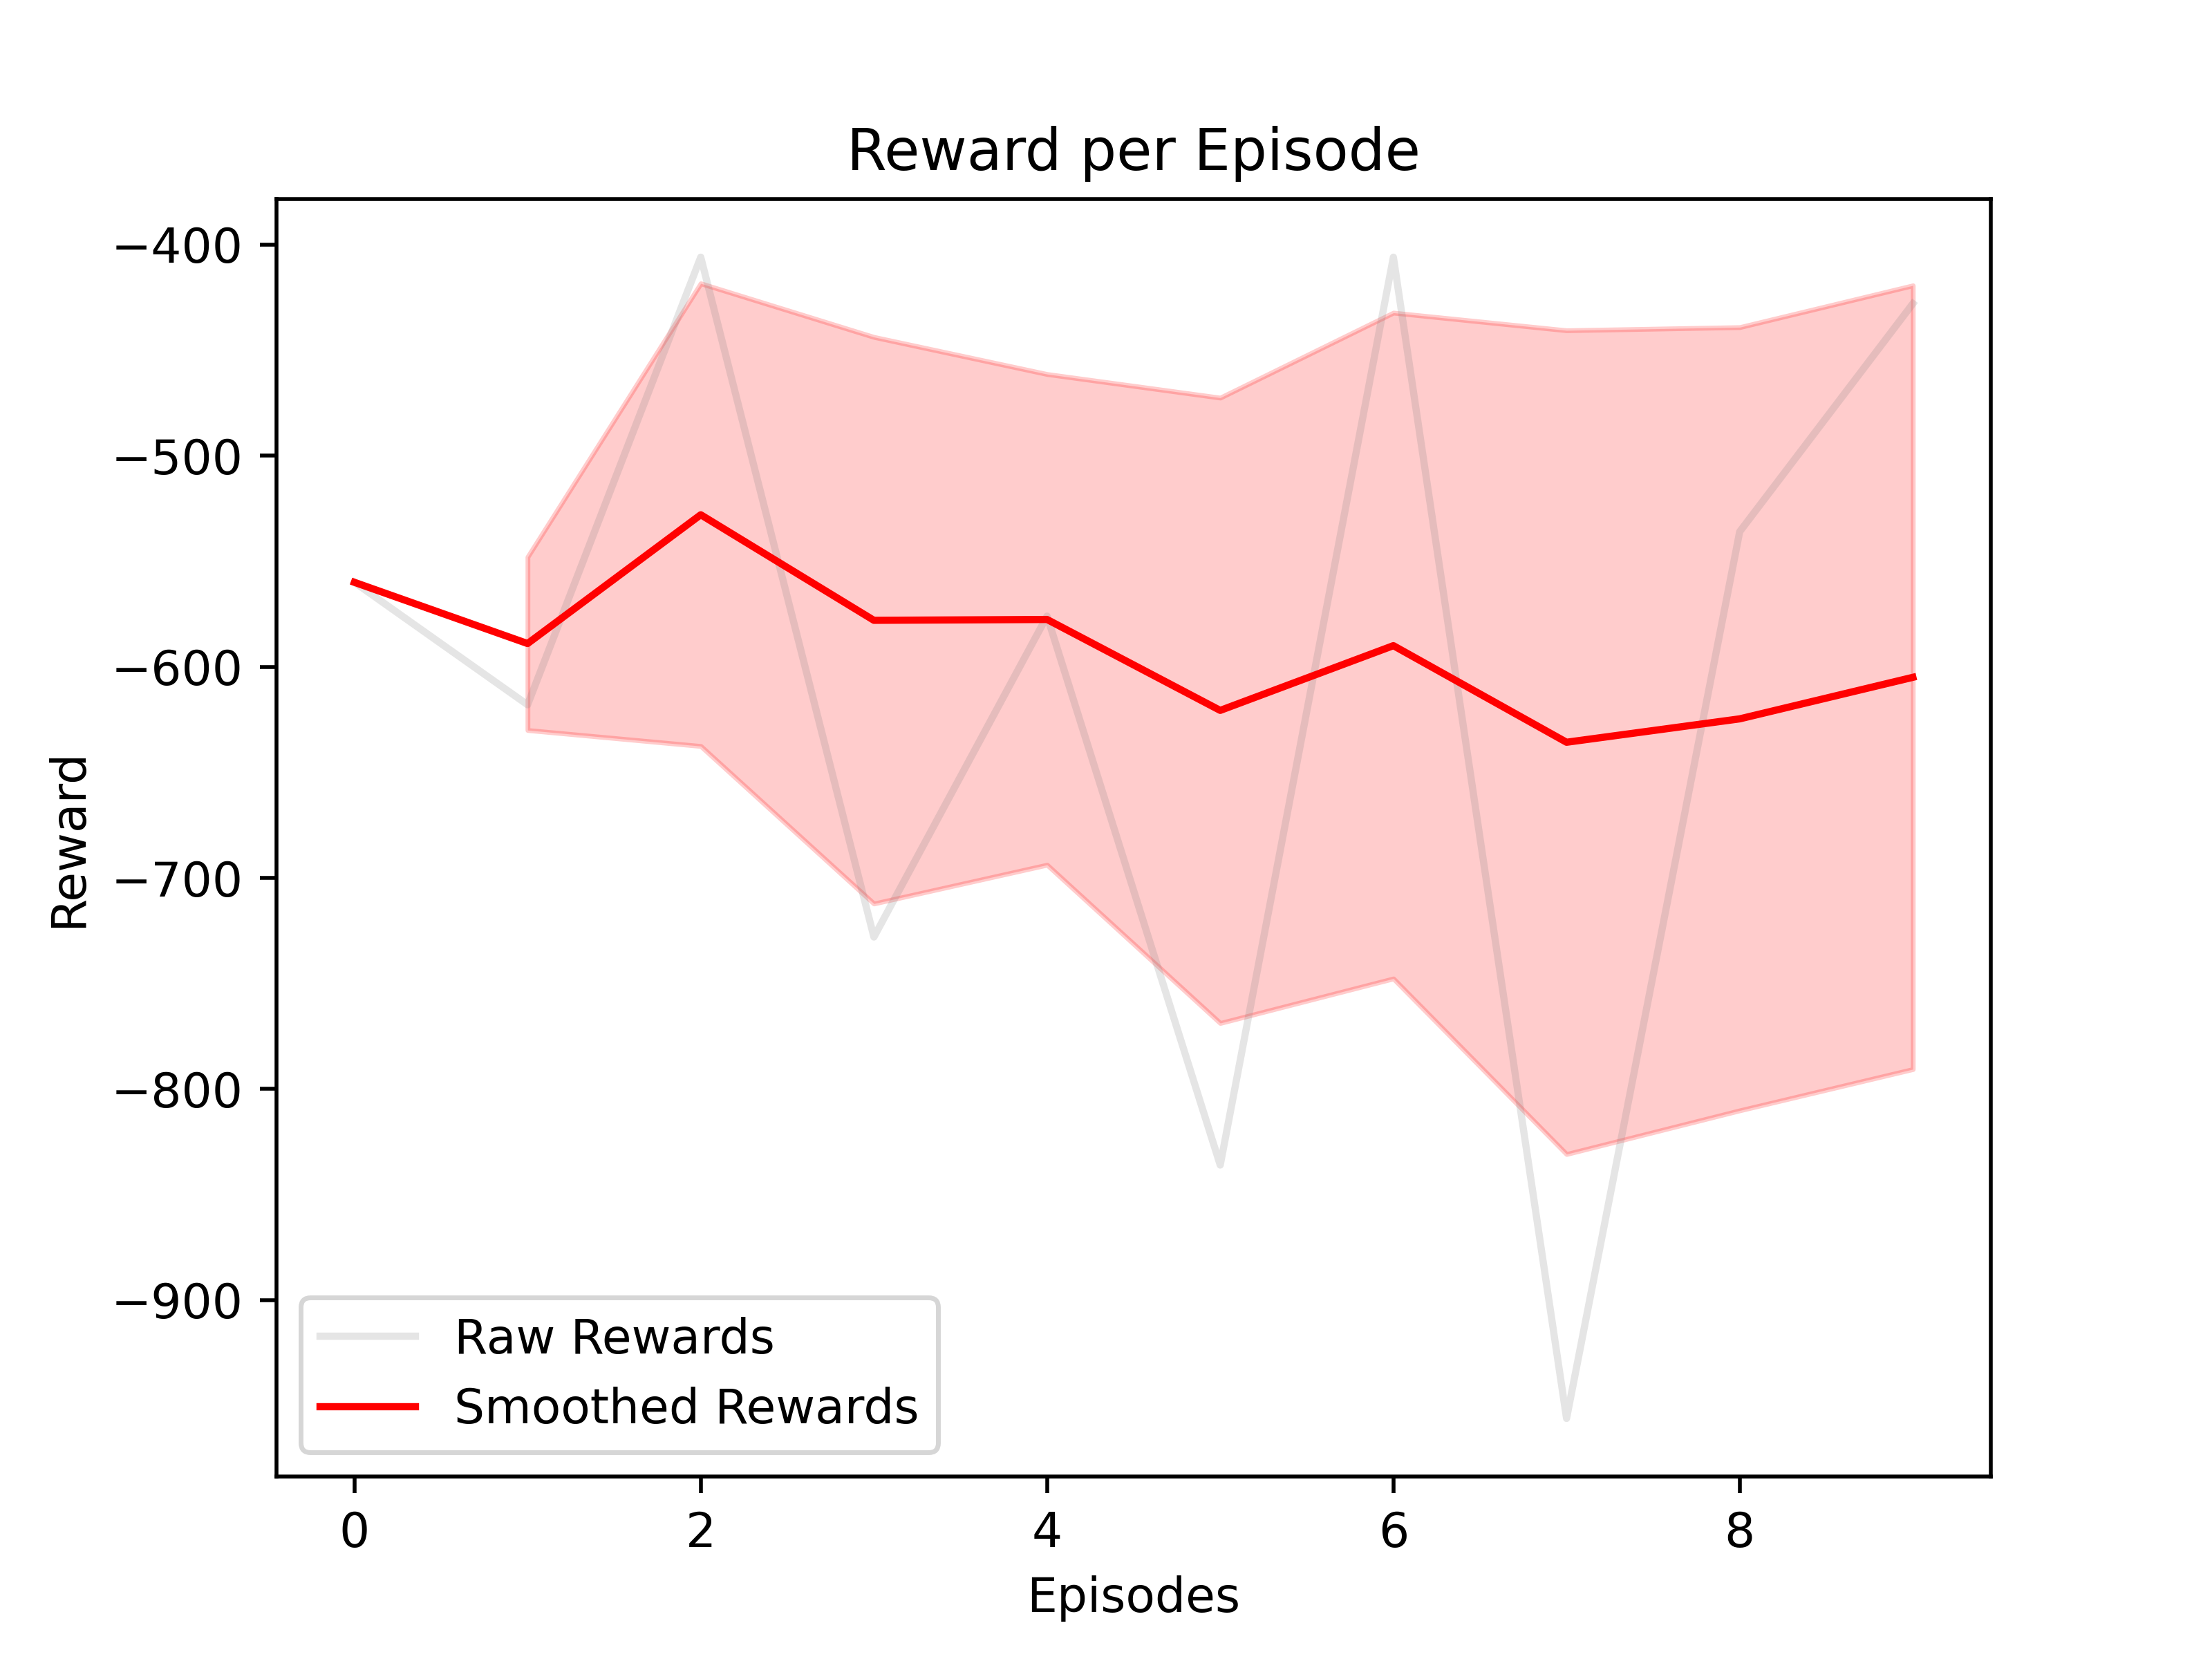 Reward per Episode
−400
−500
−600
−700
−800
−900
Reward
Raw Rewards
Smoothed Rewards
0 2 4 6 8
Episodes